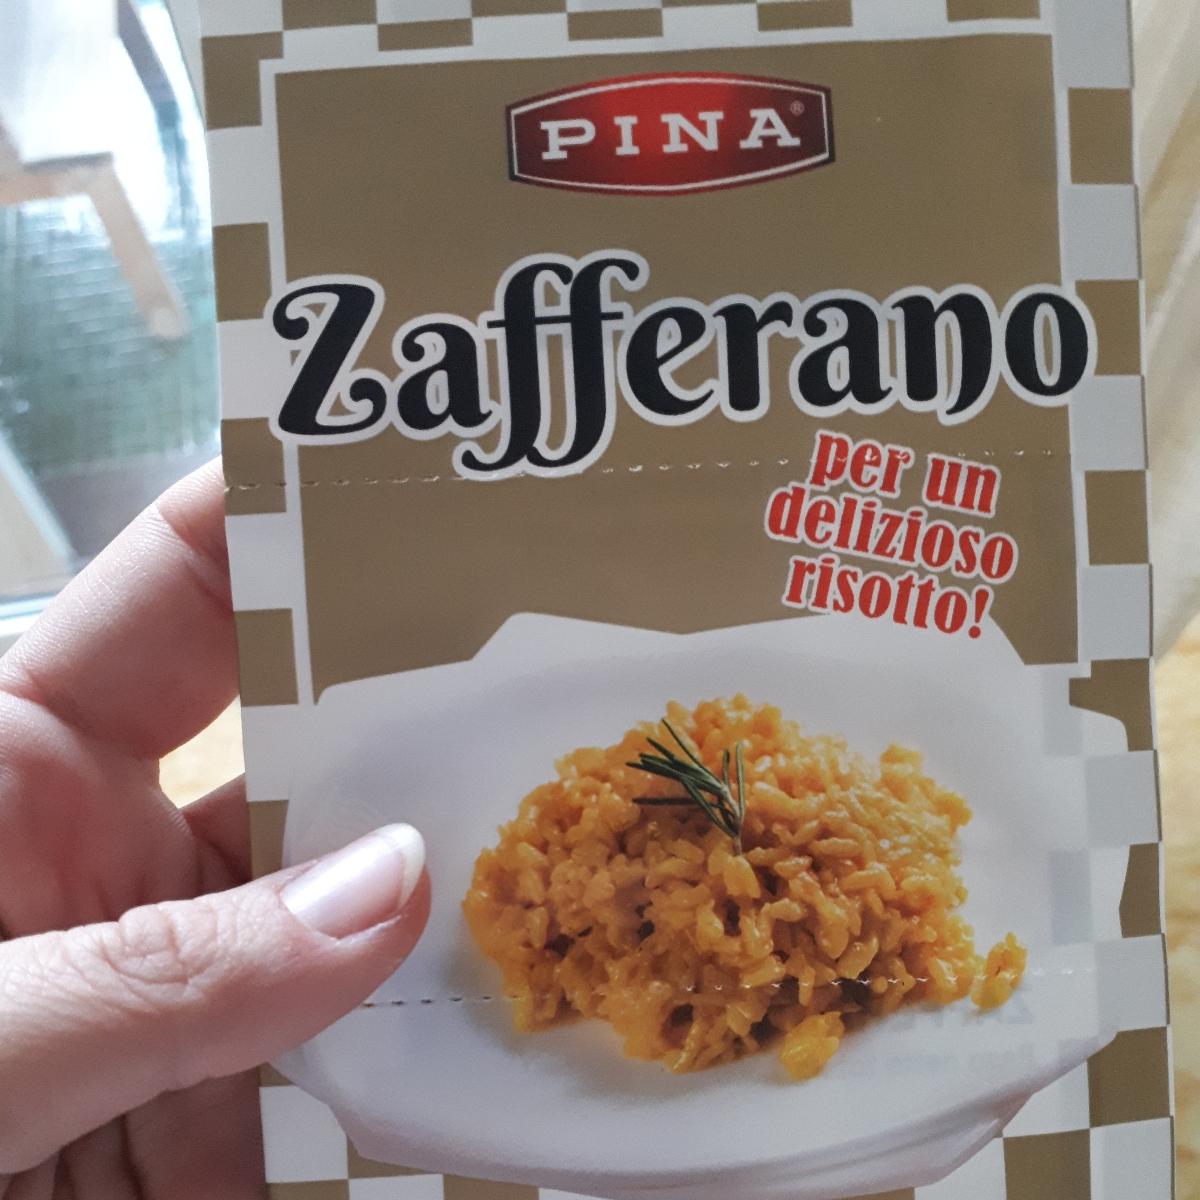 PINA®
Zafferano
per un
delizioso
risotto!